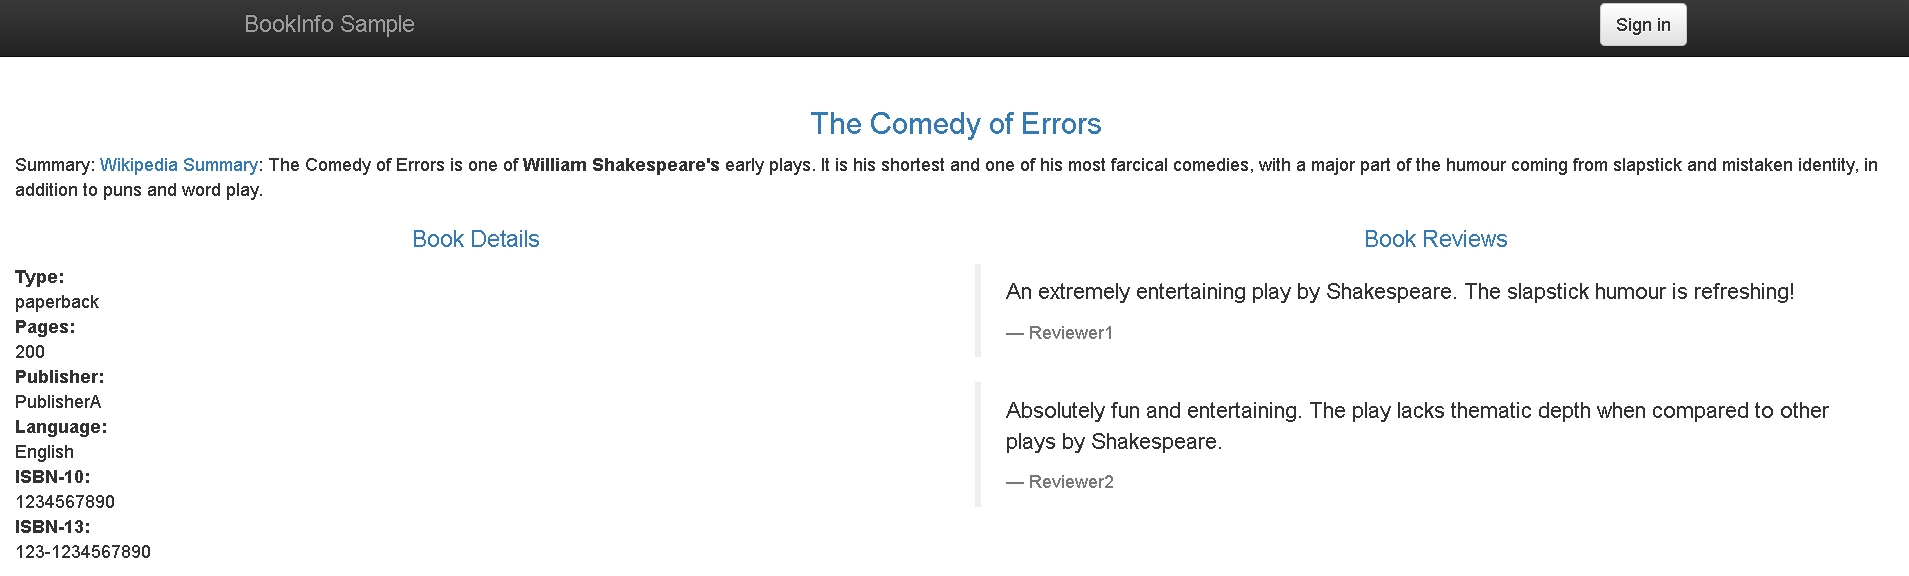 BookInfo Sample
Sign in
The Comedy of Errors
Summary: Wikipedia Summary: The Comedy of Errors is one of William Shakespeare's early plays. It is his shortest and one of his most farcical comedies, with a major part of the humour coming from slapstick and mistaken identity, in
addition to puns and word play.
Book Details
Type:
paperback
Pages:
200
Publisher:
PublisherA
Language:
English
ISBN-10:
1234567890
ISBN-13:
123-1234567890
Book Reviews
An extremely entertaining play by Shakespeare. The slapstick humour is refreshing!
— Reviewer1
Absolutely fun and entertaining. The play lacks thematic depth when compared to other
plays by Shakespeare.
— Reviewer2